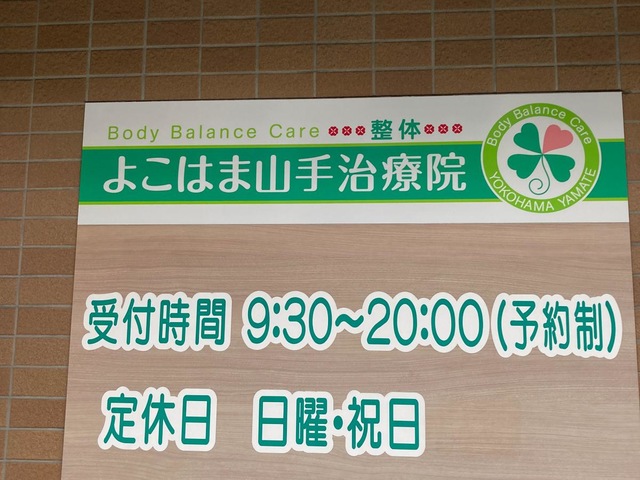 Body Balance Care 整体
よこはま山手治療院
Body Balance Care
YOKOHAMA YAMATE
受付時間 9:30～20:00(予約制)
定休日 日曜・祝日